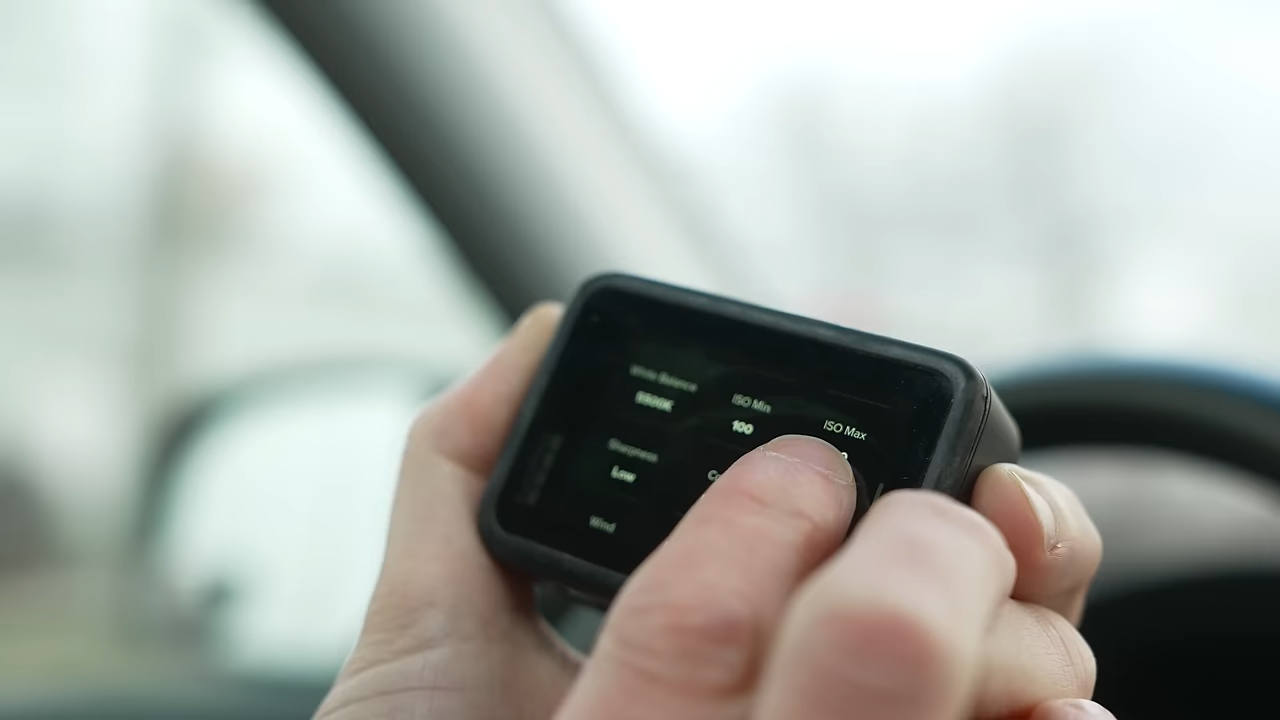 White Balance
5500K
ISO Min
100
ISO Max
Sharpness
Low
Wind